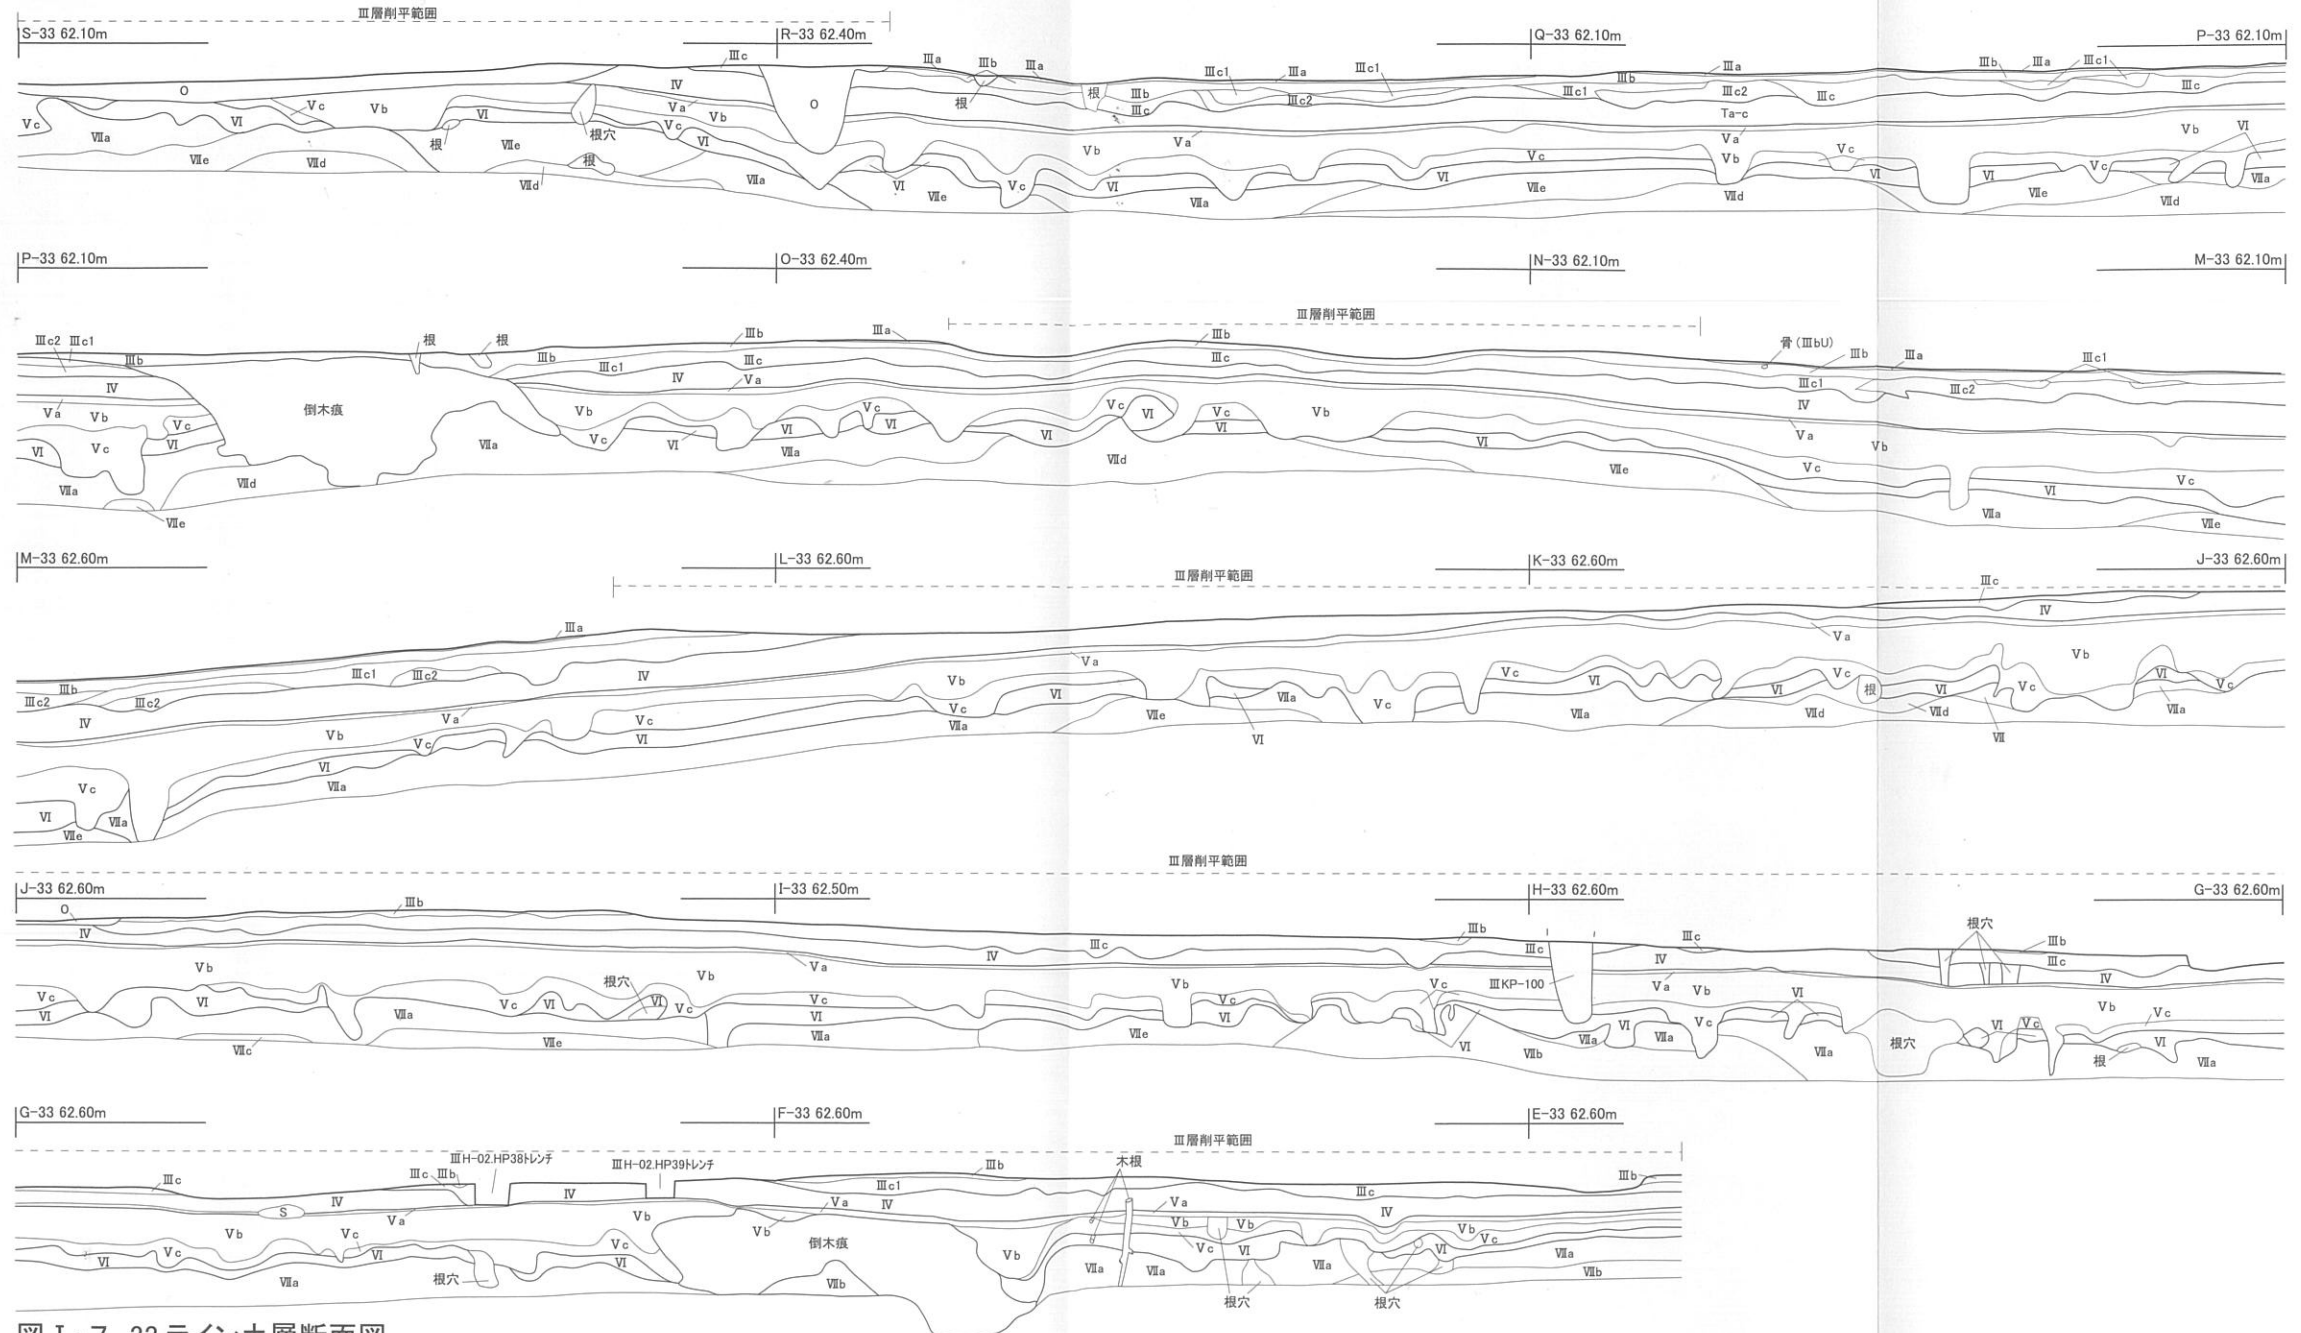 Ⅲ層削平範囲
S-33 62.10m R-33 62.40m Q-33 62.10m P-33 62.10m
Ⅲc Ⅲa Ⅲb Ⅲa Ⅲc1 Ⅲa Ⅲc1 Ⅲb Ⅲa Ⅲb Ⅲa Ⅲc1
O Ⅳ O 根 根 Ⅲb Ⅲc Ⅲc2 Ⅲc1 Ⅲc2 Ⅲc Ⅲc
Ta-c
Ⅴc Ⅴc Ⅴb Ⅴa Ⅴb Ⅴa Ⅴa Ⅴb Ⅵ
Ⅶa Ⅵ Ⅵ 根 根穴 Ⅴc Ⅵ Ⅴb Ⅴc Ⅴb Ⅴc
Ⅶe Ⅶd Ⅶe 根 Ⅶd Ⅶa Ⅵ Ⅶe Ⅴc Ⅵ Ⅶa Ⅵ Ⅶe Ⅶd Ⅵ Ⅵ Ⅶe Ⅴc Ⅶd Ⅶa
P-33 62.10m O-33 62.40m N-33 62.10m M-33 62.10m
Ⅲ層削平範囲
Ⅲc2 Ⅲc1 Ⅲb 根 根 Ⅲb Ⅲa Ⅲb 骨(ⅢbU) Ⅲb Ⅲa Ⅲc1
Ⅲb Ⅲc1 Ⅲc Ⅲc Ⅲc1 Ⅲc2
Ⅳ Ⅳ Ⅴa Ⅳ
Ⅴa Ⅴb 倒木痕 Ⅴb Ⅴc Ⅴc Ⅵ Ⅴc Ⅴb Ⅴa Ⅴb
Ⅴc Ⅵ Ⅵ Ⅴc Ⅶa Ⅴc Ⅵ Ⅵ Ⅵ Ⅶa Ⅵ Ⅵ Ⅵ
Ⅶa Ⅶd Ⅶd Ⅶe Ⅴc Ⅵ Ⅴc
Ⅶe Ⅶa Ⅶe
M-33 62.60m L-33 62.60m K-33 62.60m J-33 62.60m
Ⅲ層削平範囲
Ⅲc
Ⅲa Ⅳ
Ⅴa
Ⅲb Ⅲc1 Ⅲc2 Ⅳ Ⅴa Ⅴb
Ⅲc2 Ⅲc2 Ⅴb Ⅵ Ⅴc Ⅵ Ⅴc 根 Ⅵ Ⅴc Ⅵ Ⅴc
Ⅳ Ⅴa Ⅴc Ⅴc Ⅶa Ⅶe Ⅶa Ⅴc Ⅶa Ⅵ Ⅶd Ⅶd Ⅶa
Ⅴb Ⅴc Ⅵ Ⅵ Ⅶ
Ⅵ
Ⅴc Ⅶa
Ⅵ Ⅶa
Ⅶe
Ⅲ層削平範囲
J-33 62.60m I-33 62.50m H-33 62.60m G-33 62.60m
O Ⅲb Ⅲb 根穴
Ⅳ Ⅳ Ⅲc Ⅲc Ⅲc Ⅲb
Ⅴa Ⅳ Ⅲc Ⅳ
Ⅴb 根穴 Ⅴb Ⅴb Ⅴc ⅢKP-100 Ⅴa Ⅴb Ⅵ Ⅴb
Ⅴc Ⅵ Ⅴc Ⅵ Ⅵ Ⅴc Ⅴc Ⅴc Ⅴc
Ⅵ Ⅶa Ⅵ Ⅵ Ⅵ Ⅴc Ⅵ Ⅴc
Ⅶc Ⅶe Ⅶa Ⅶe Ⅵ Ⅶb Ⅶa Ⅶa Ⅶa 根穴 根 Ⅵ Ⅶa
G-33 62.60m F-33 62.60m E-33 62.60m
Ⅲ層削平範囲
Ⅲc Ⅲc Ⅲb ⅢH-02.HP38トレンチ ⅢH-02.HP39トレンチ Ⅲb 木根 Ⅲb
Ⅳ Ⅳ Ⅲc1 Ⅲc
S Ⅴa Ⅴb Ⅴa Ⅳ Ⅴa Ⅳ
Ⅴb Ⅴc Ⅴb 倒木痕 Ⅴb Ⅴb Ⅴb
Ⅵ Ⅴc Ⅵ Ⅴc Ⅵ Ⅴb Ⅴc Ⅵ Ⅵ Ⅴc Ⅶa
Ⅶa 根穴 Ⅶb Ⅶa Ⅶa Ⅶa Ⅶb
根穴 根穴
図Ⅰ-7 33ライン土層断面図